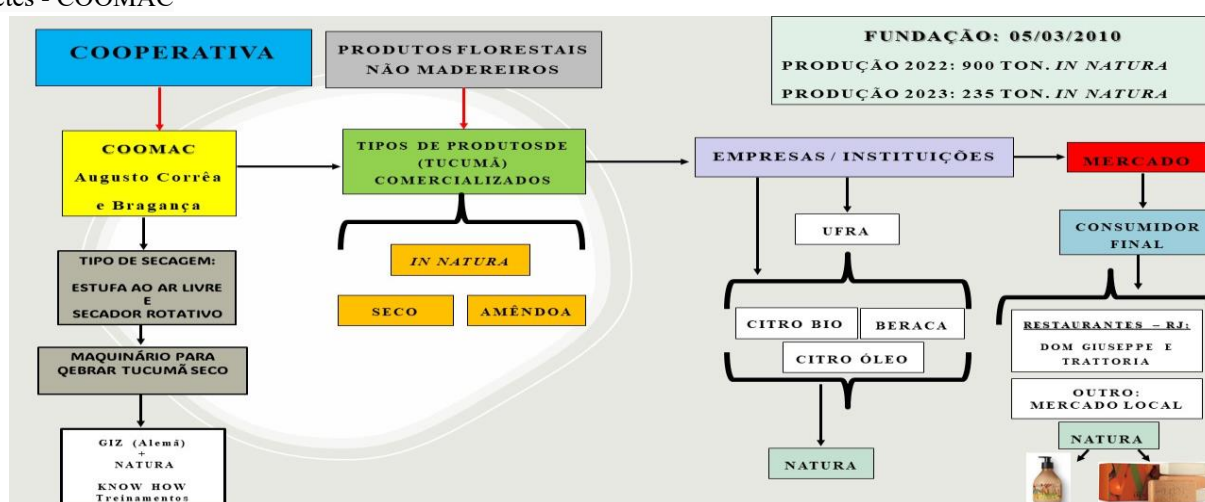 - COOMAC
COOPERATIVA
PRODUTOS FLORESTAIS
NÃO MADEREIROS
FUNDAÇÃO: 05/03/2010
PRODUÇÃO 2022: 900 TON. IN NATURA
PRODUÇÃO 2023: 235 TON. IN NATURA
COOMAC
Augusto Corrêa
e Bragança
TIPOS DE PRODUTOSDE
(TUCUMÃ)
COMERCIALIZADOS
EMPRESAS / INSTITUIÇÕES
MERCADO
TIPO DE SECAGEM:
ESTUFA AO AR LIVRE
E
SECADOR ROTATIVO
IN NATURA
SECO
AMÊNDOA
UFRA
CITRO BIO
BERACA
CITRO ÓLEO
CONSUMIDOR
FINAL
RESTAURANTES – RJ:
DOM GIUSEPPE E
TRATTORIA
MAQUINÁRIO PARA
QEBRAR TUCUMÃ SECO
OUTRO:
MERCADO LOCAL
GIZ (Alemã)
+
NATURA
KNOW HOW
Treinamentos
NATURA
NATURA